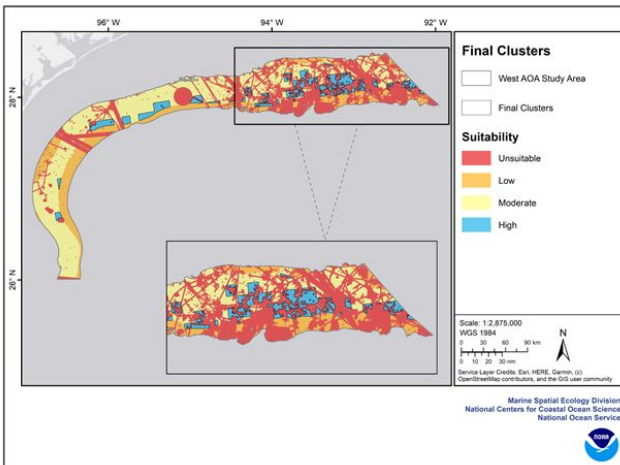 96° W
94° W
92° W
28° N
26° N
Final Clusters
West AOA Study Area
Final Clusters
Suitability
Unsuitable
Low
Moderate
High
Scale: 1:2,875,000
WGS 1984
N
0 30 60 90 km
0 10 20 30 nm
Service Layer Credits: Esri, HERE, Garmin, (c)
OpenStreetMap contributors, and the GIS user community
Marine Spatial Ecology Division
National Centers for Coastal Ocean Science
National Ocean Service
NOAA